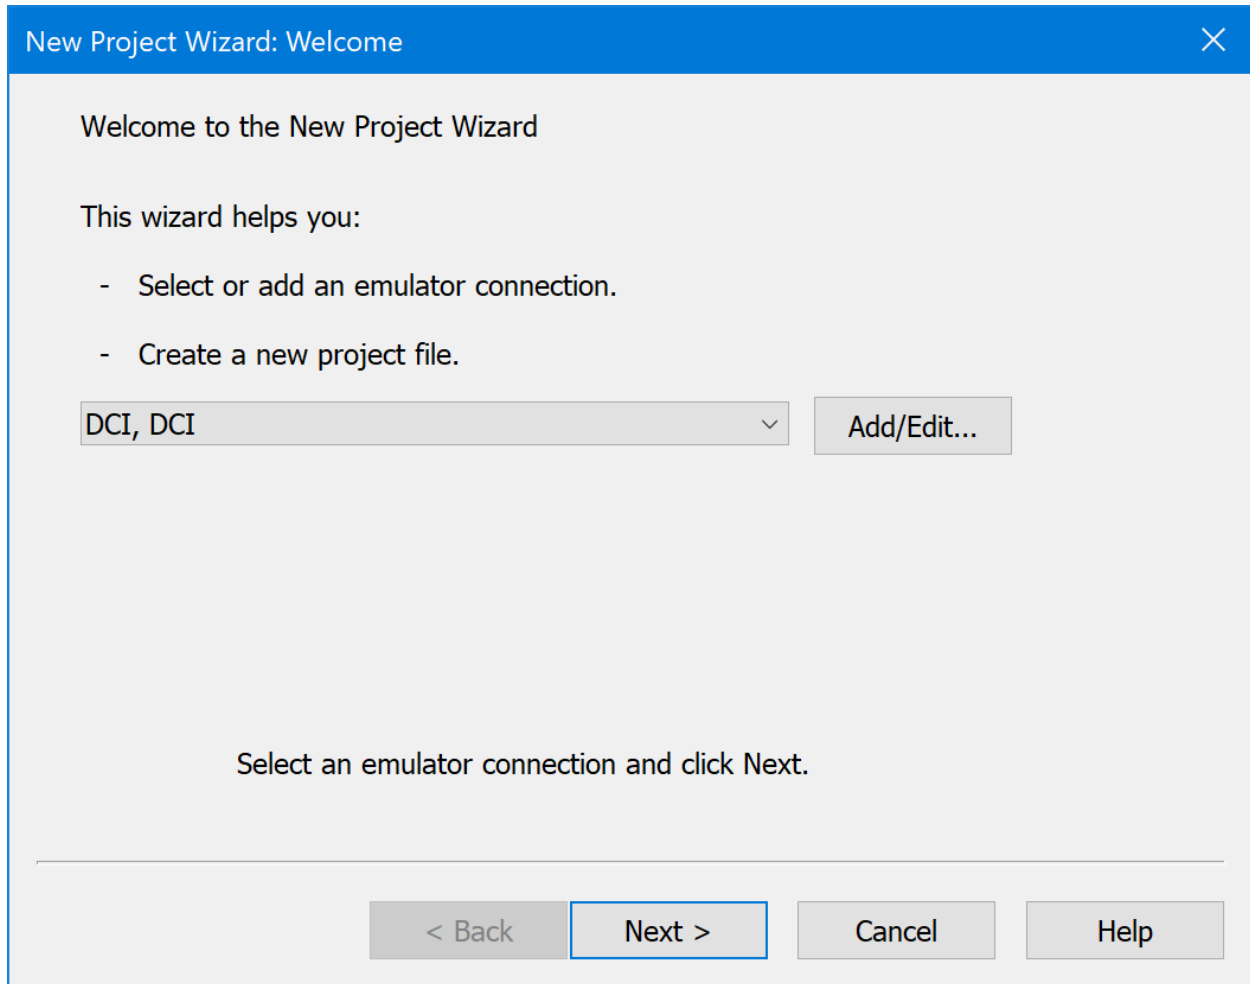 New Project Wizard: Welcome
Welcome to the New Project Wizard
This wizard helps you:
- Select or add an emulator connection.
- Create a new project file.
DCI, DCI
Add/Edit...
Select an emulator connection and click Next.
< Back
Next >
Cancel
Help